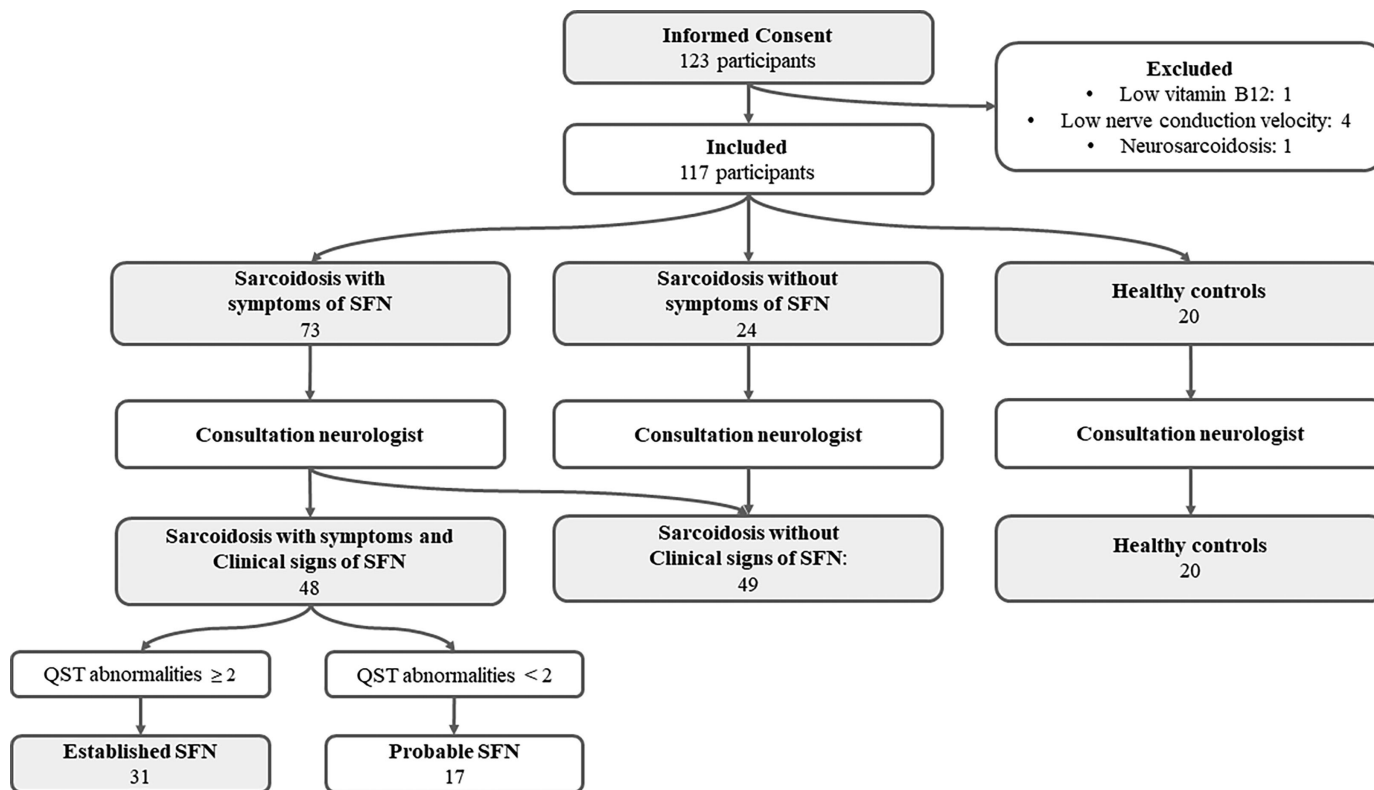 Informed Consent
123 participants
Excluded
• Low vitamin B12: 1
• Low nerve conduction velocity: 4
• Neurosarcoidosis: 1
Included
117 participants
Sarcoidosis with
symptoms of SFN
73
Sarcoidosis without
symptoms of SFN
24
Healthy controls
20
Consultation neurologist
Consultation neurologist
Consultation neurologist
Sarcoidosis with symptoms and
Clinical signs of SFN
48
Sarcoidosis without
Clinical signs of SFN:
49
Healthy controls
20
QST abnormalities ≥ 2
QST abnormalities < 2
Established SFN
31
Probable SFN
17